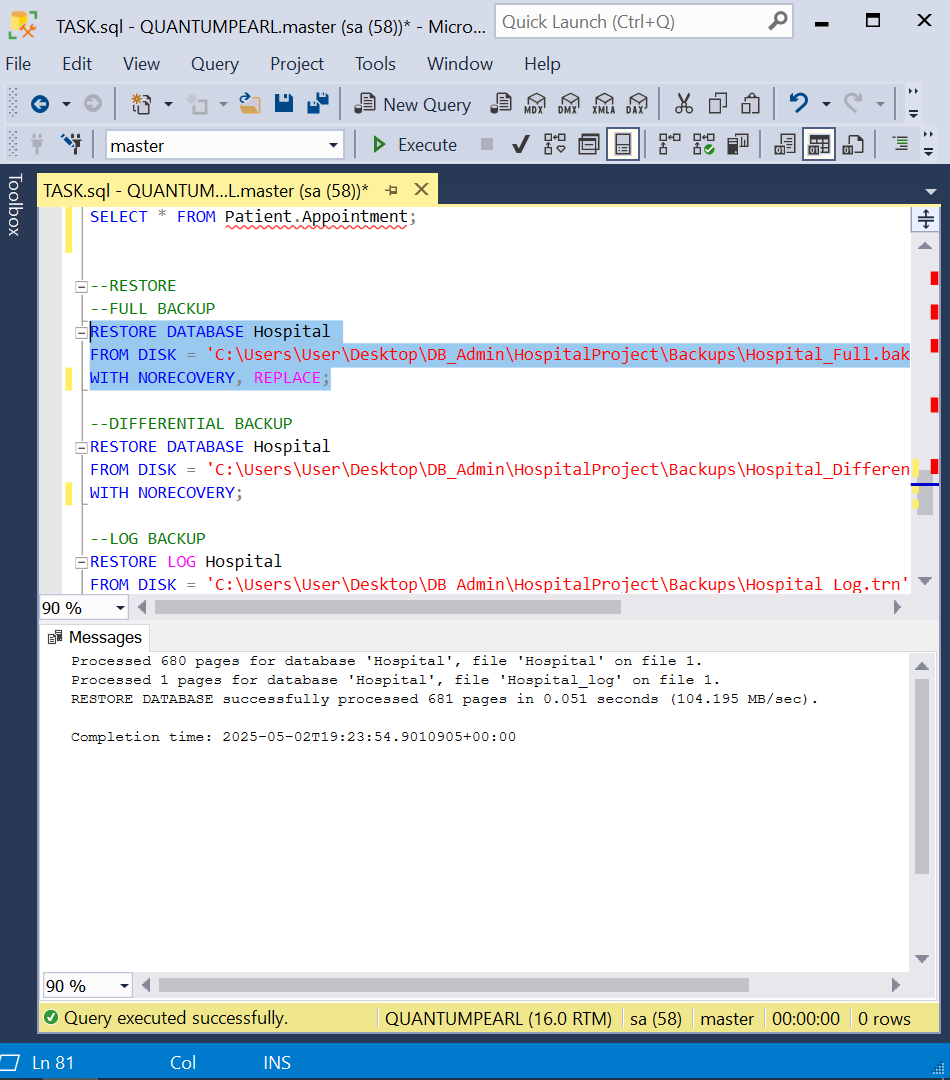 TASK.sql - QUANTUMPEARL.master (sa (58))* - Micro...
Quick Launch (Ctrl+Q)
File Edit View Query Project Tools Window Help
New Query MDX DMX XMLA DAX
master Execute
Toolbox
TASK.sql - QUANTUM...L.master (sa (58))*
SELECT * FROM Patient.Appointment;
--RESTORE
--FULL BACKUP
RESTORE DATABASE Hospital
FROM DISK = 'C:\Users\User\Desktop\DB_Admin\HospitalProject\Backups\Hospital_Full.bak
WITH NORECOVERY, REPLACE;
--DIFFERENTIAL BACKUP
RESTORE DATABASE Hospital
FROM DISK = 'C:\Users\User\Desktop\DB_Admin\HospitalProject\Backups\Hospital_Differen
WITH NORECOVERY;
--LOG BACKUP
RESTORE LOG Hospital
FROM DISK = 'C:\Users\User\Desktop\DB_Admin\HospitalProject\Backups\Hospital_Log.trn'
90 %
Messages
Processed 680 pages for database 'Hospital', file 'Hospital' on file 1.
Processed 1 pages for database 'Hospital', file 'Hospital_log' on file 1.
RESTORE DATABASE successfully processed 681 pages in 0.051 seconds (104.195 MB/sec).
Completion time: 2025-05-02T19:23:54.9010905+00:00
90 %
Query executed successfully. QUANTUMPEARL (16.0 RTM) sa (58) master 00:00:00 0 rows
Ln 81 Col INS